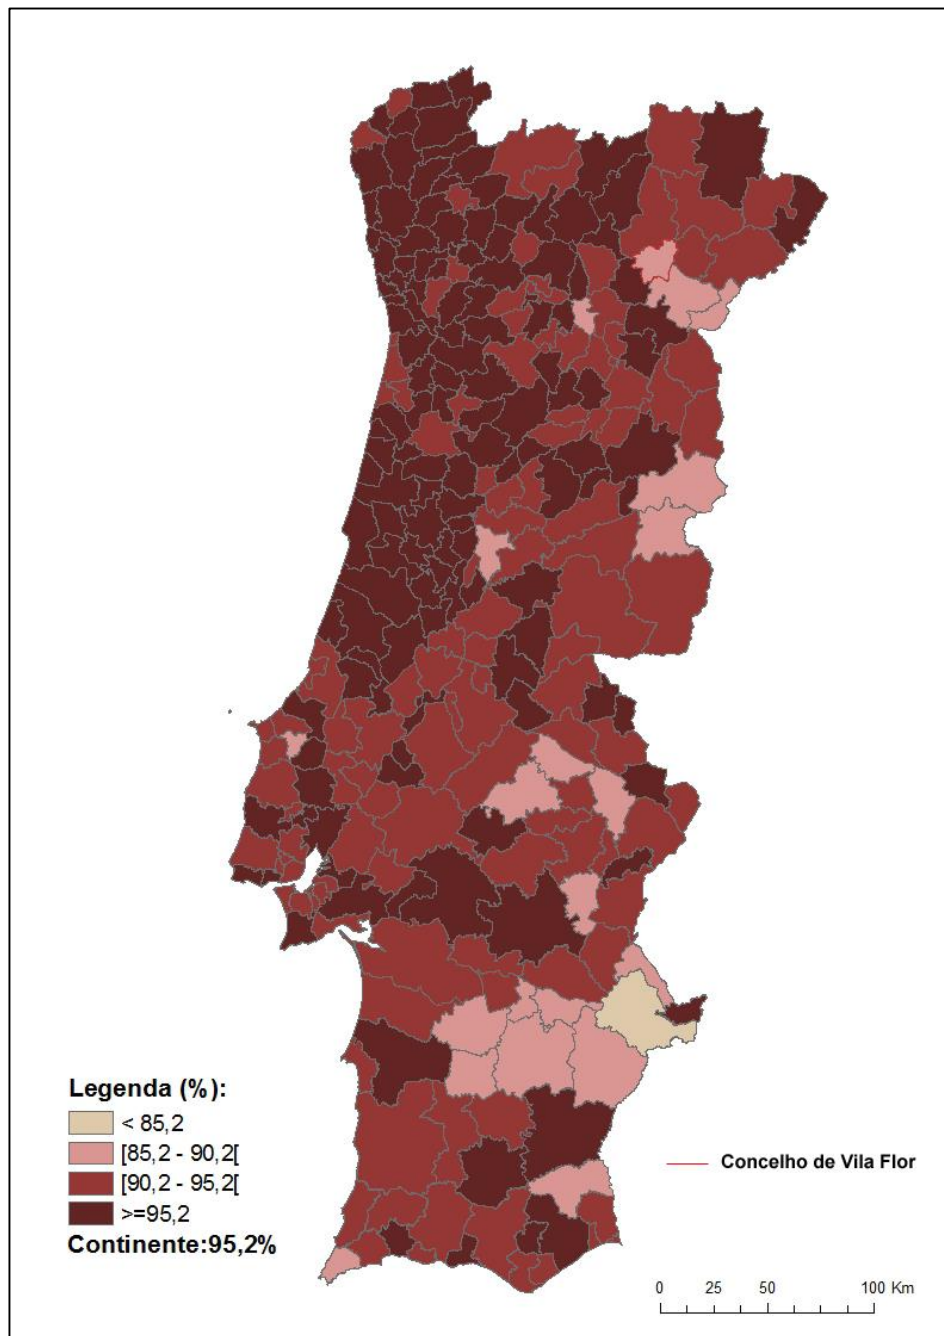 Legenda (%):
< 85,2
[85,2 - 90,2[
[90,2 - 95,2[
>=95,2
Continente:95,2%
Concelho de Vila Flor
0 25 50 100 Km